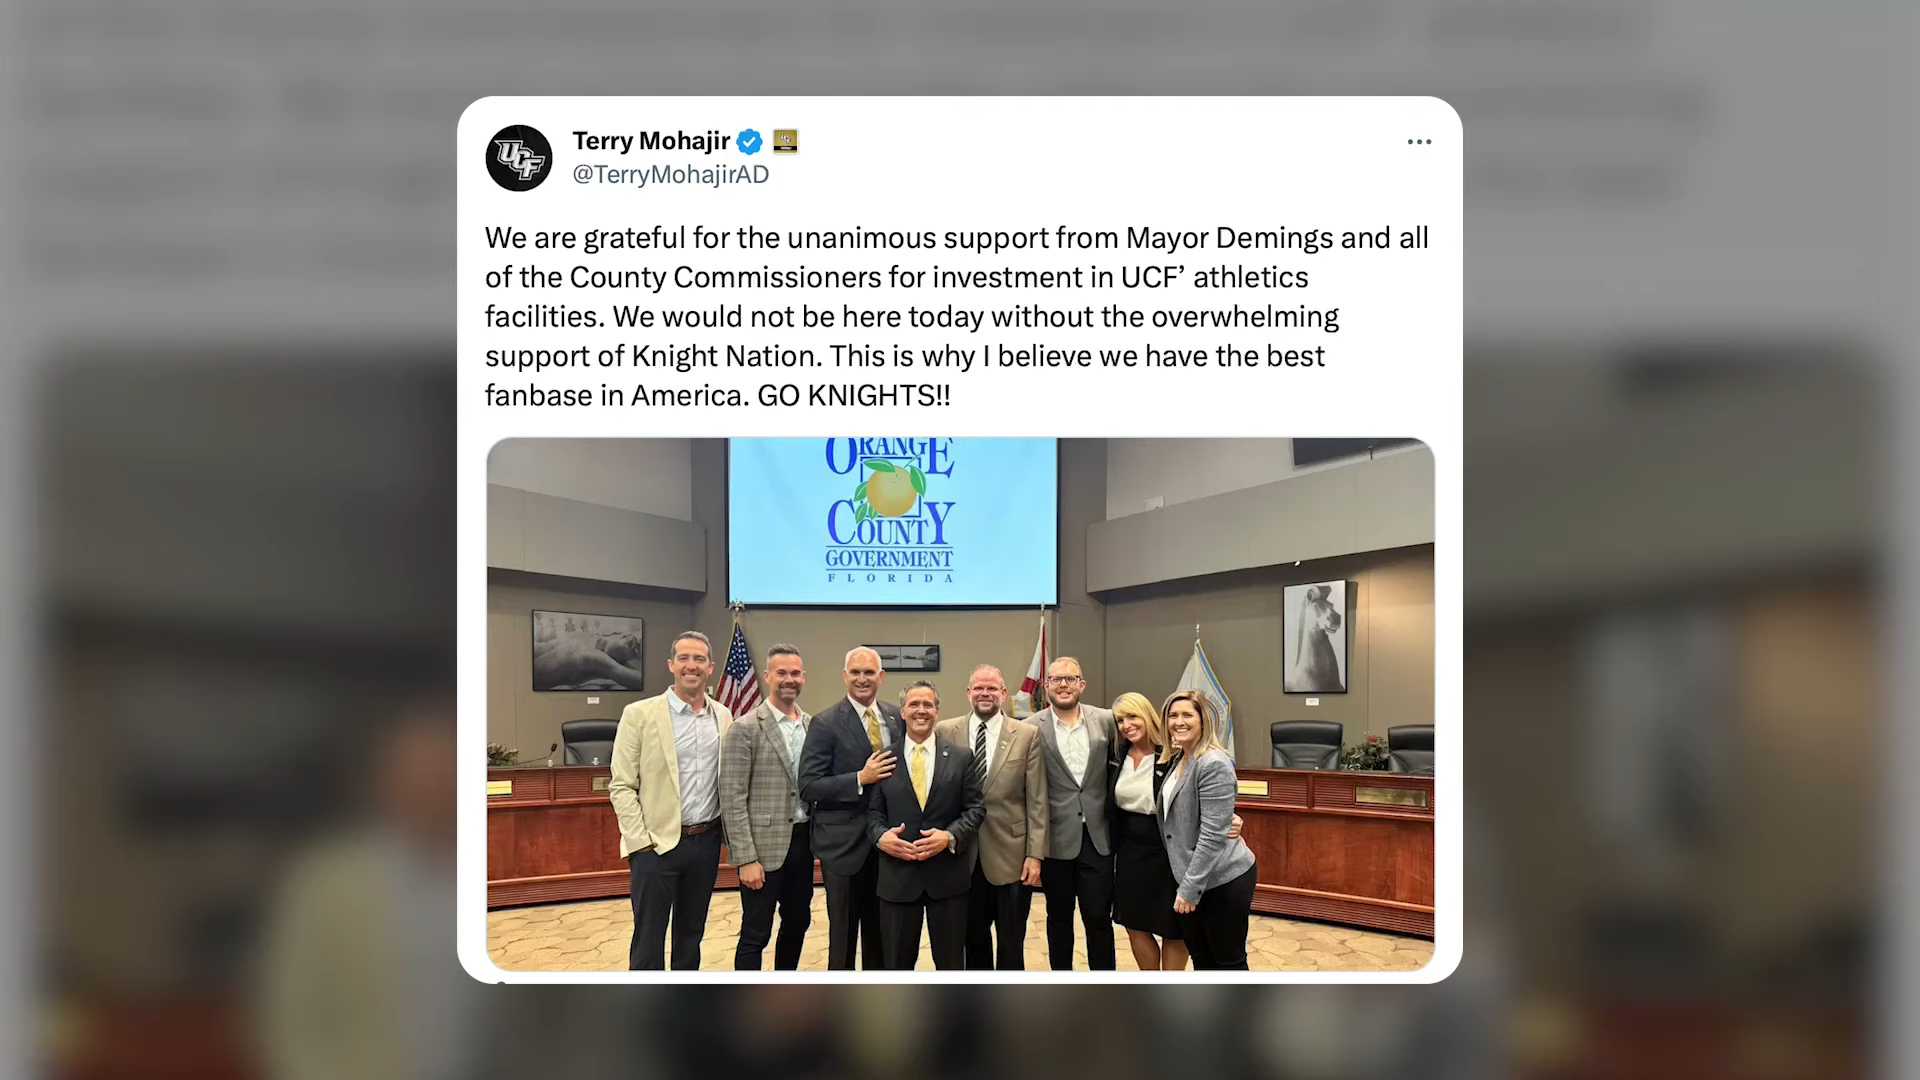 UCF
Terry Mohajir
@TerryMohajirAD
We are grateful for the unanimous support from Mayor Demings and all
of the County Commissioners for investment in UCF’ athletics
facilities. We would not be here today without the overwhelming
support of Knight Nation. This is why I believe we have the best
fanbase in America. GO KNIGHTS!!
ORANGE
COUNTY
GOVERNMENT
FLORIDA